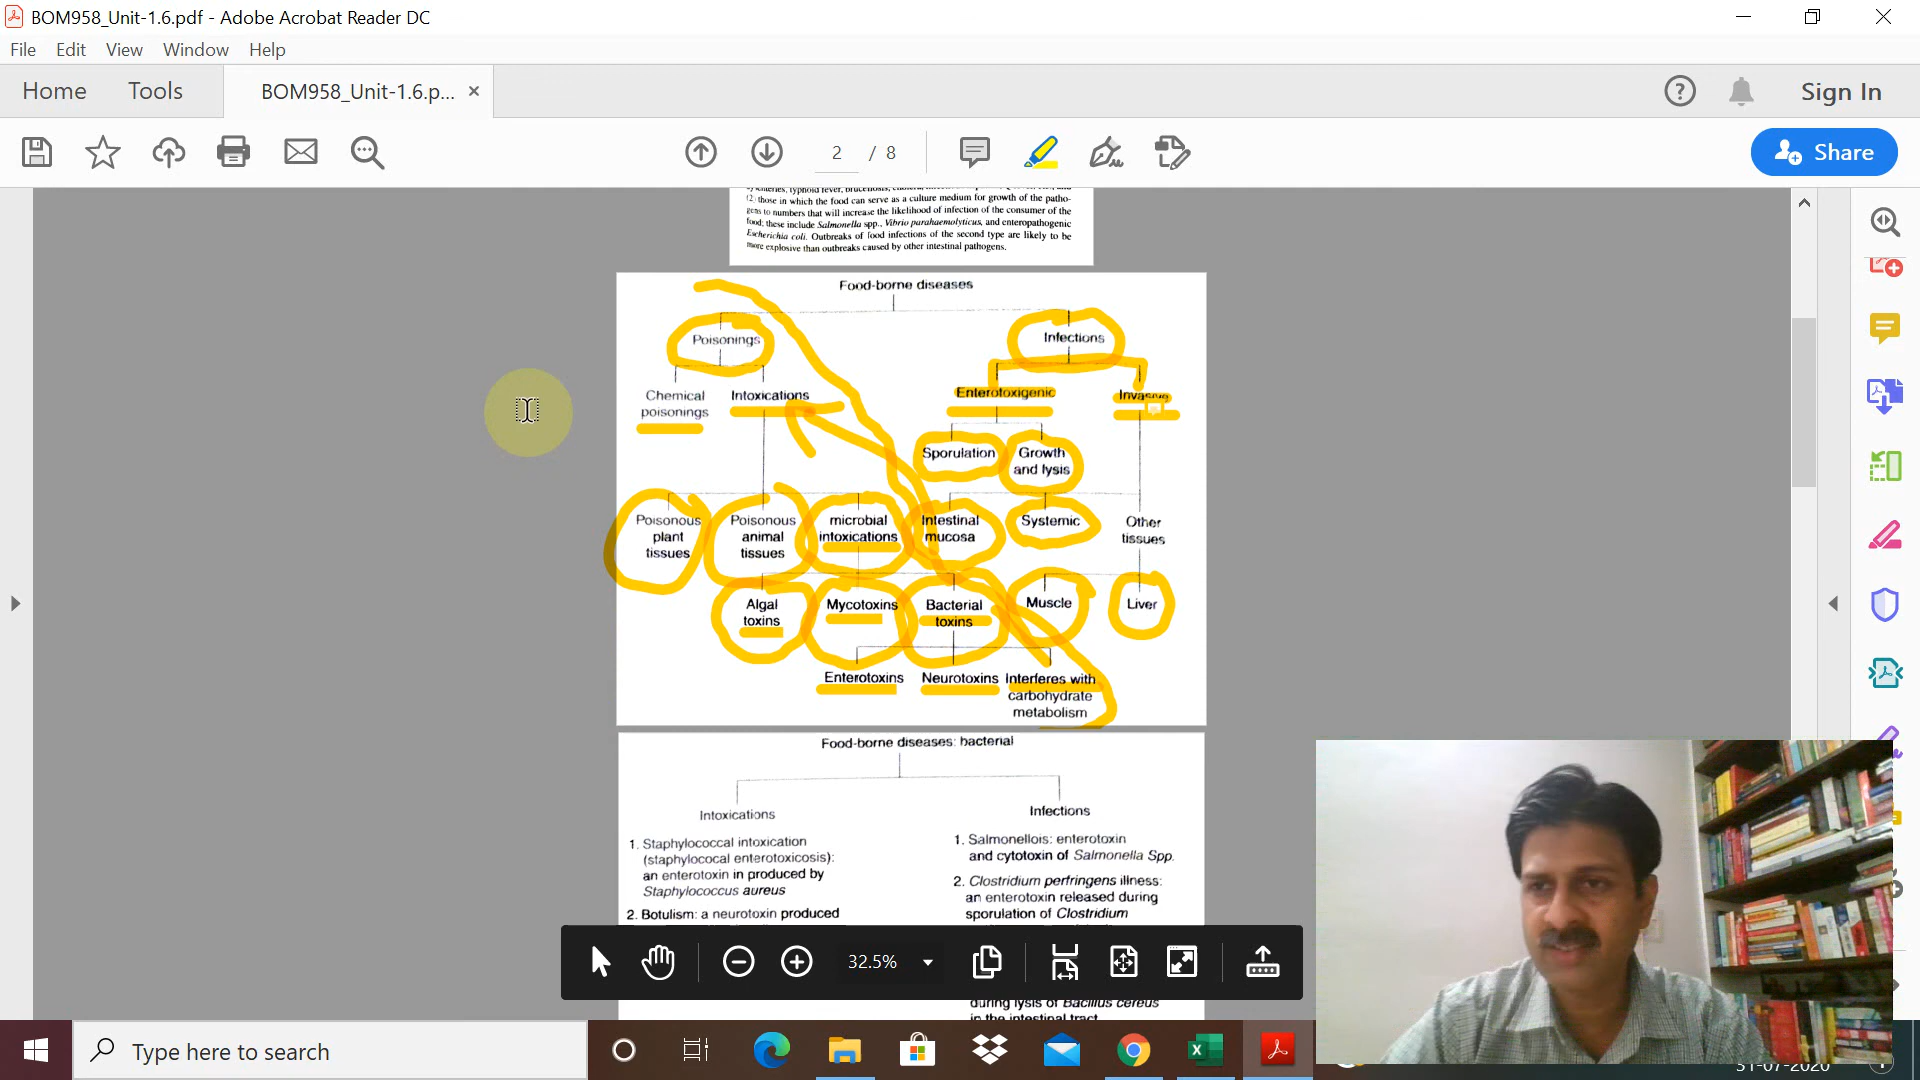 BOM958_Unit-1.6.pdf - Adobe Acrobat Reader DC
File Edit View Window Help
Home Tools BOM958_Unit-1.6.p... × Sign In
2 / 8 Share
(2) those in which the food can serve as a culture medium for growth of the patho-
gens to numbers that will increase the likelihood of infection of the consumer of the
food; these include Salmonella spp., Vibrio parahaemolyticus, and enteropathogenic
Escherichia coli. Outbreaks of food infections of the second type are likely to be
more explosive than outbreaks caused by other intestinal pathogens.
Food-borne diseases
Poisonings
Infections
Chemical
poisonings
Intoxications
Enterotoxigenic
Invasive
Sporulation
Growth
and lysis
Poisonous
plant
tissues
Poisonous
animal
tissues
microbial
intoxications
Intestinal
mucosa
Systemic
Other
tissues
Algal
toxins
Mycotoxins
Bacterial
toxins
Muscle
Liver
Enterotoxins
Neurotoxins
Interferes with
carbohydrate
metabolism
Food-borne diseases: bacterial
Intoxications
Infections
1. Staphylococcal intoxication
(staphylococal enterotoxicosis):
an enterotoxin in produced by
Staphylococcus aureus
2. Botulism: a neurotoxin produced
1. Salmonellois: enterotoxin
and cytotoxin of Salmonella Spp.
2. Clostridium perfringens illness:
an enterotoxin released during
sporulation of Clostridium
during lysis of Bacillus cereus
in the intestinal tract
32.5%
Type here to search
31-07-2020